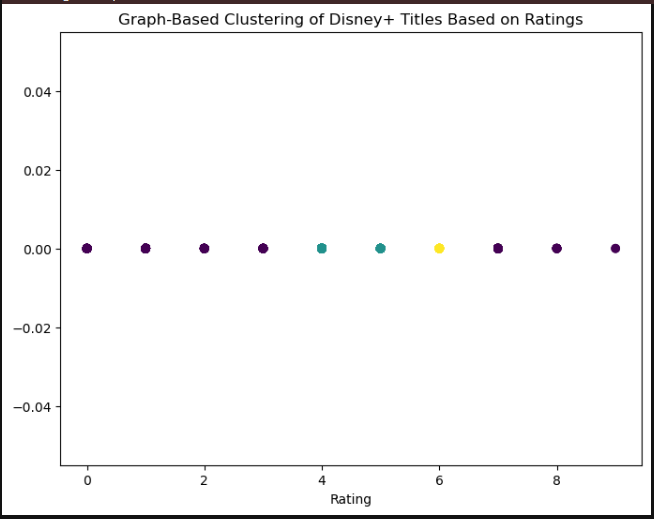 Graph-Based Clustering of Disney+ Titles Based on Ratings
0.04
0.02
0.00
−0.02
−0.04
0 2 4 6 8
Rating